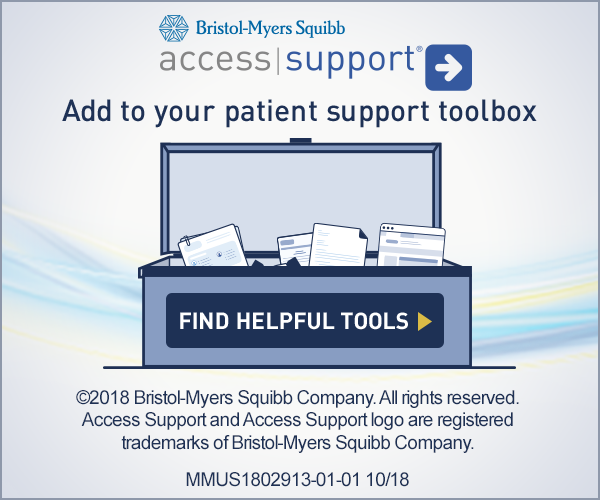 Bristol-Myers Squibb
access|support®
Add to your patient support toolbox
FIND HELPFUL TOOLS
©2018 Bristol-Myers Squibb Company. All rights reserved.
Access Support and Access Support logo are registered
trademarks of Bristol-Myers Squibb Company.
MMUS1802913-01-01 10/18